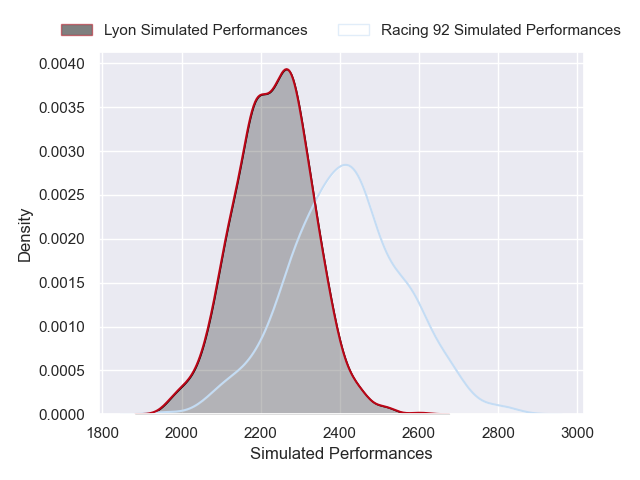 Lyon Simulated Performances
Racing 92 Simulated Performances
0.0040
0.0035
0.0030
0.0025
0.0020
0.0015
0.0010
0.0005
0.0000
Density
1800 2000 2200 2400 2600 2800 3000
Simulated Performances